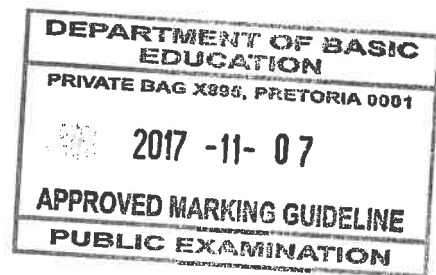 DEPARTMENT OF BASIC
EDUCATION
PRIVATE BAG X895, PRETORIA 0001
2017 -11- 07
APPROVED MARKING GUIDELINE
PUBLIC EXAMINATION